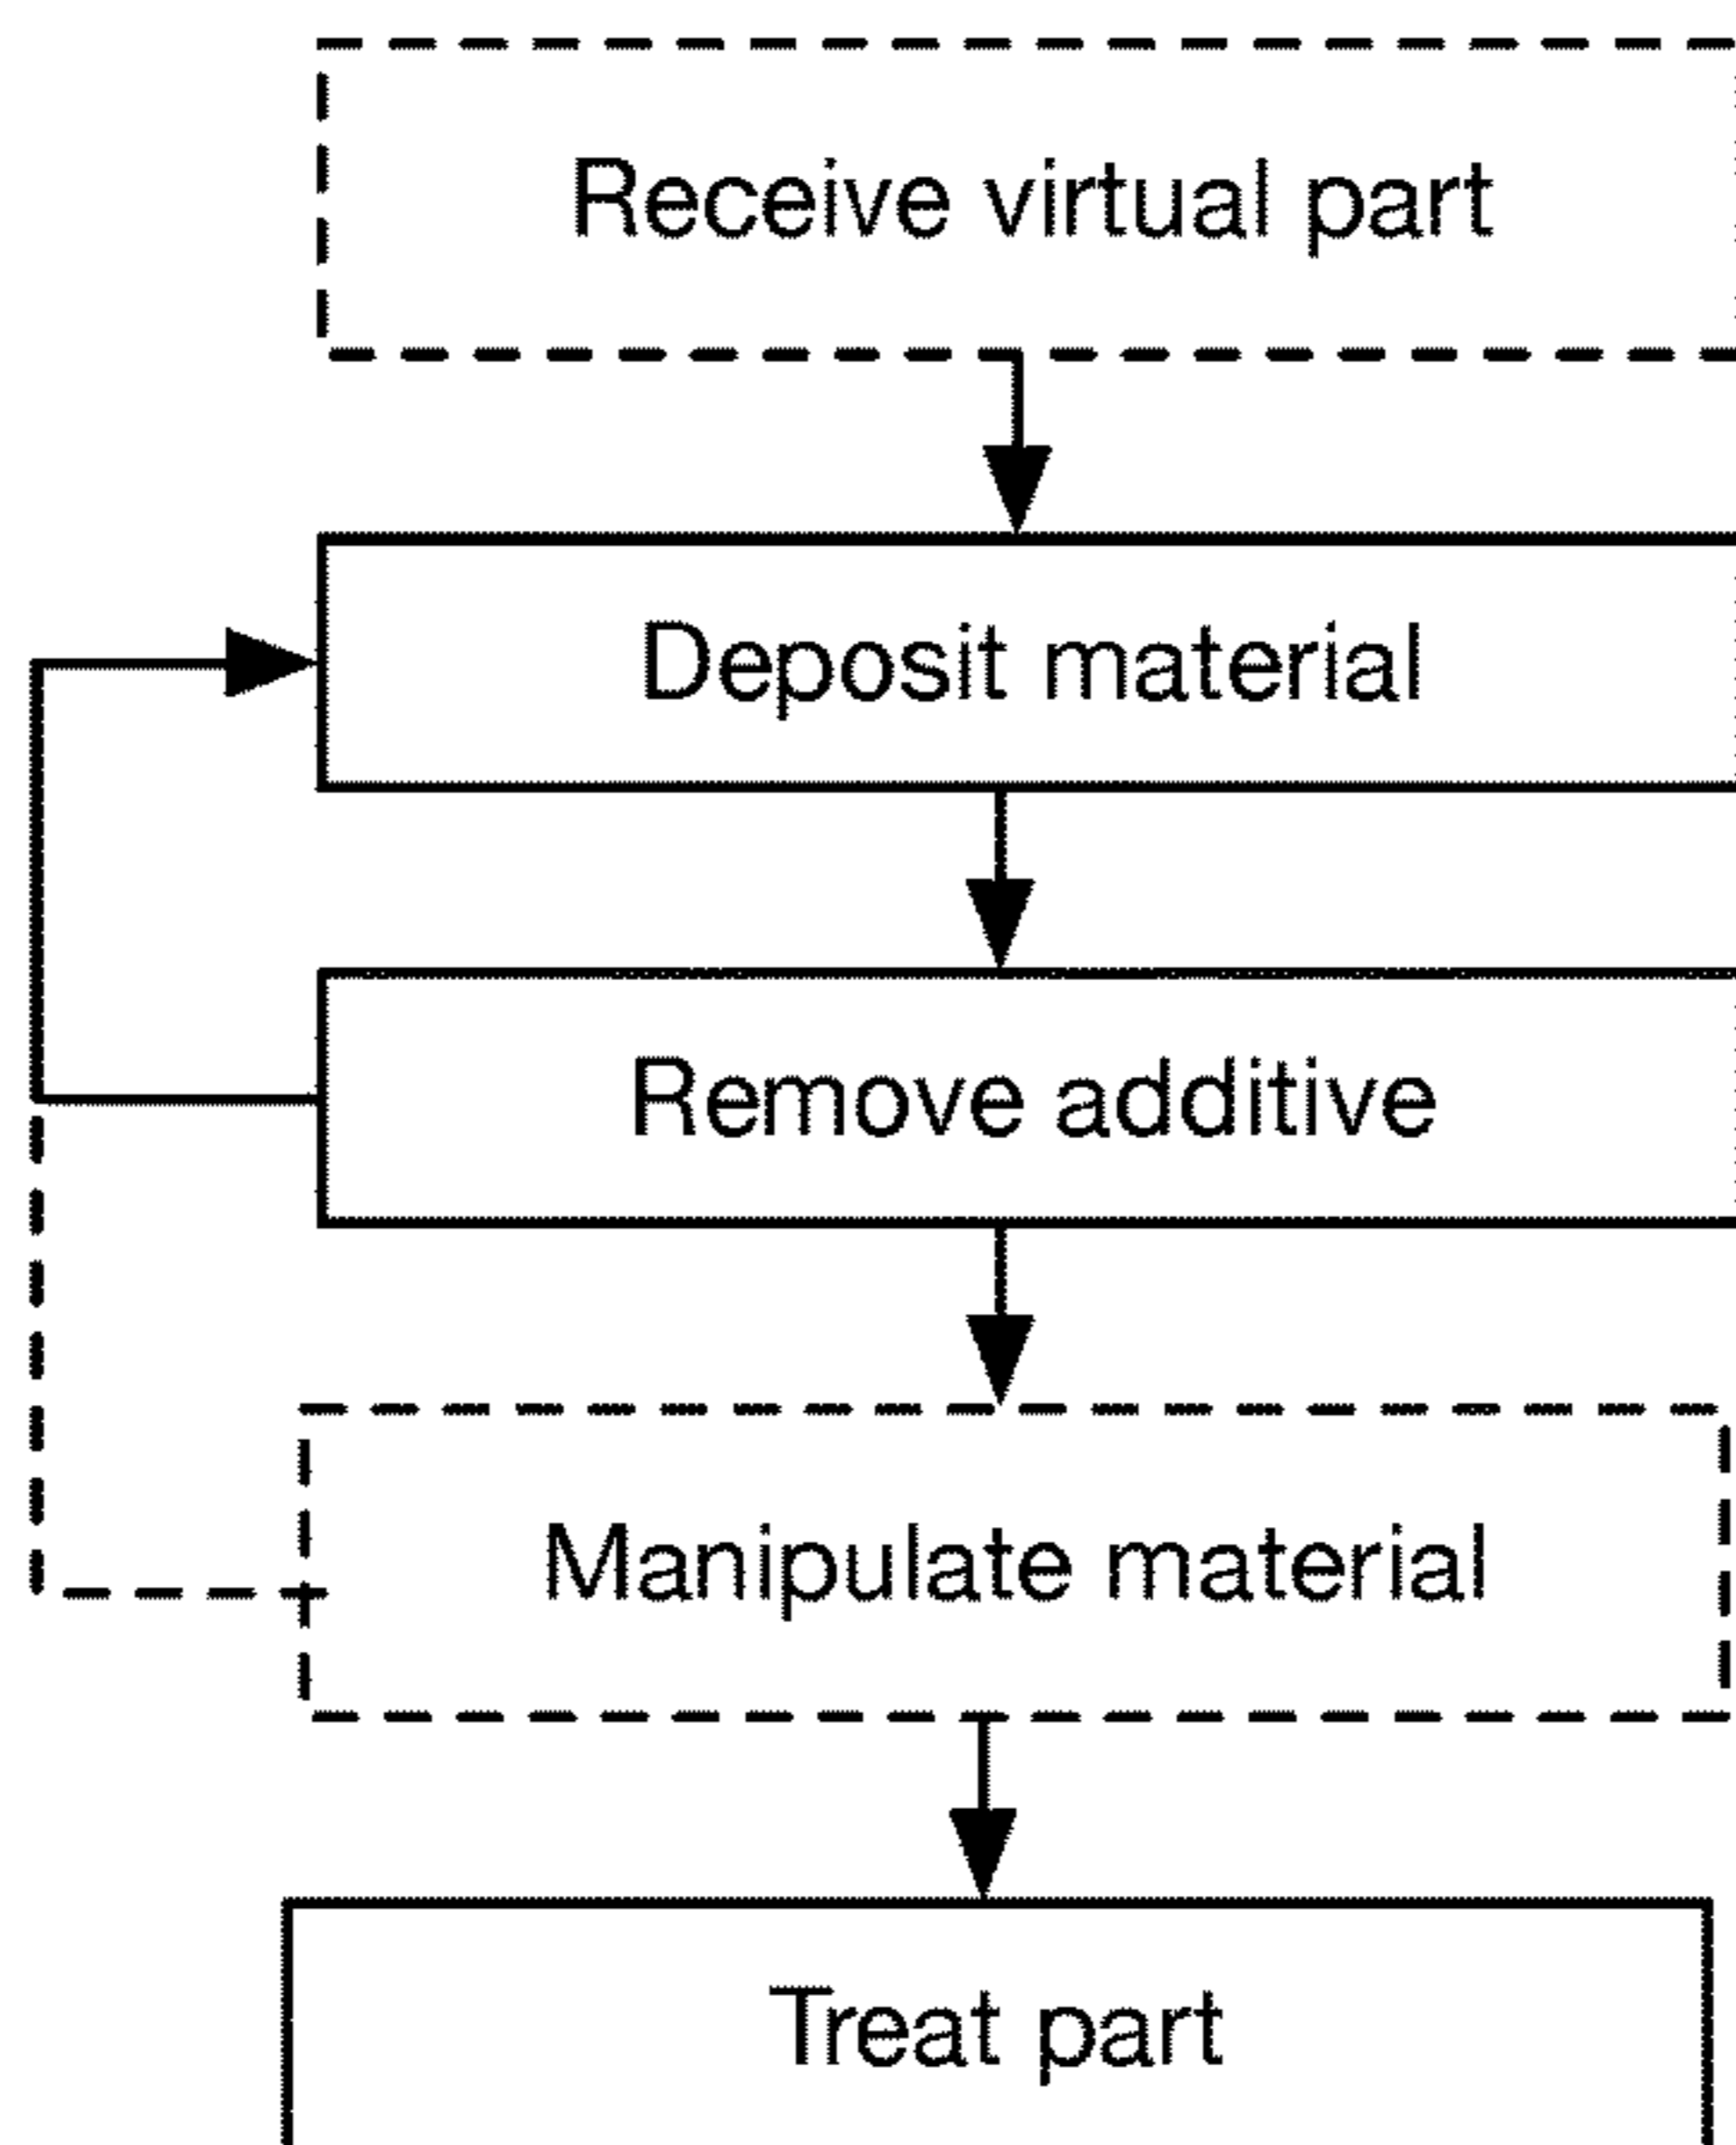 Receive virtual part
Deposit material
Remove additive
Manipulate material
Treat part